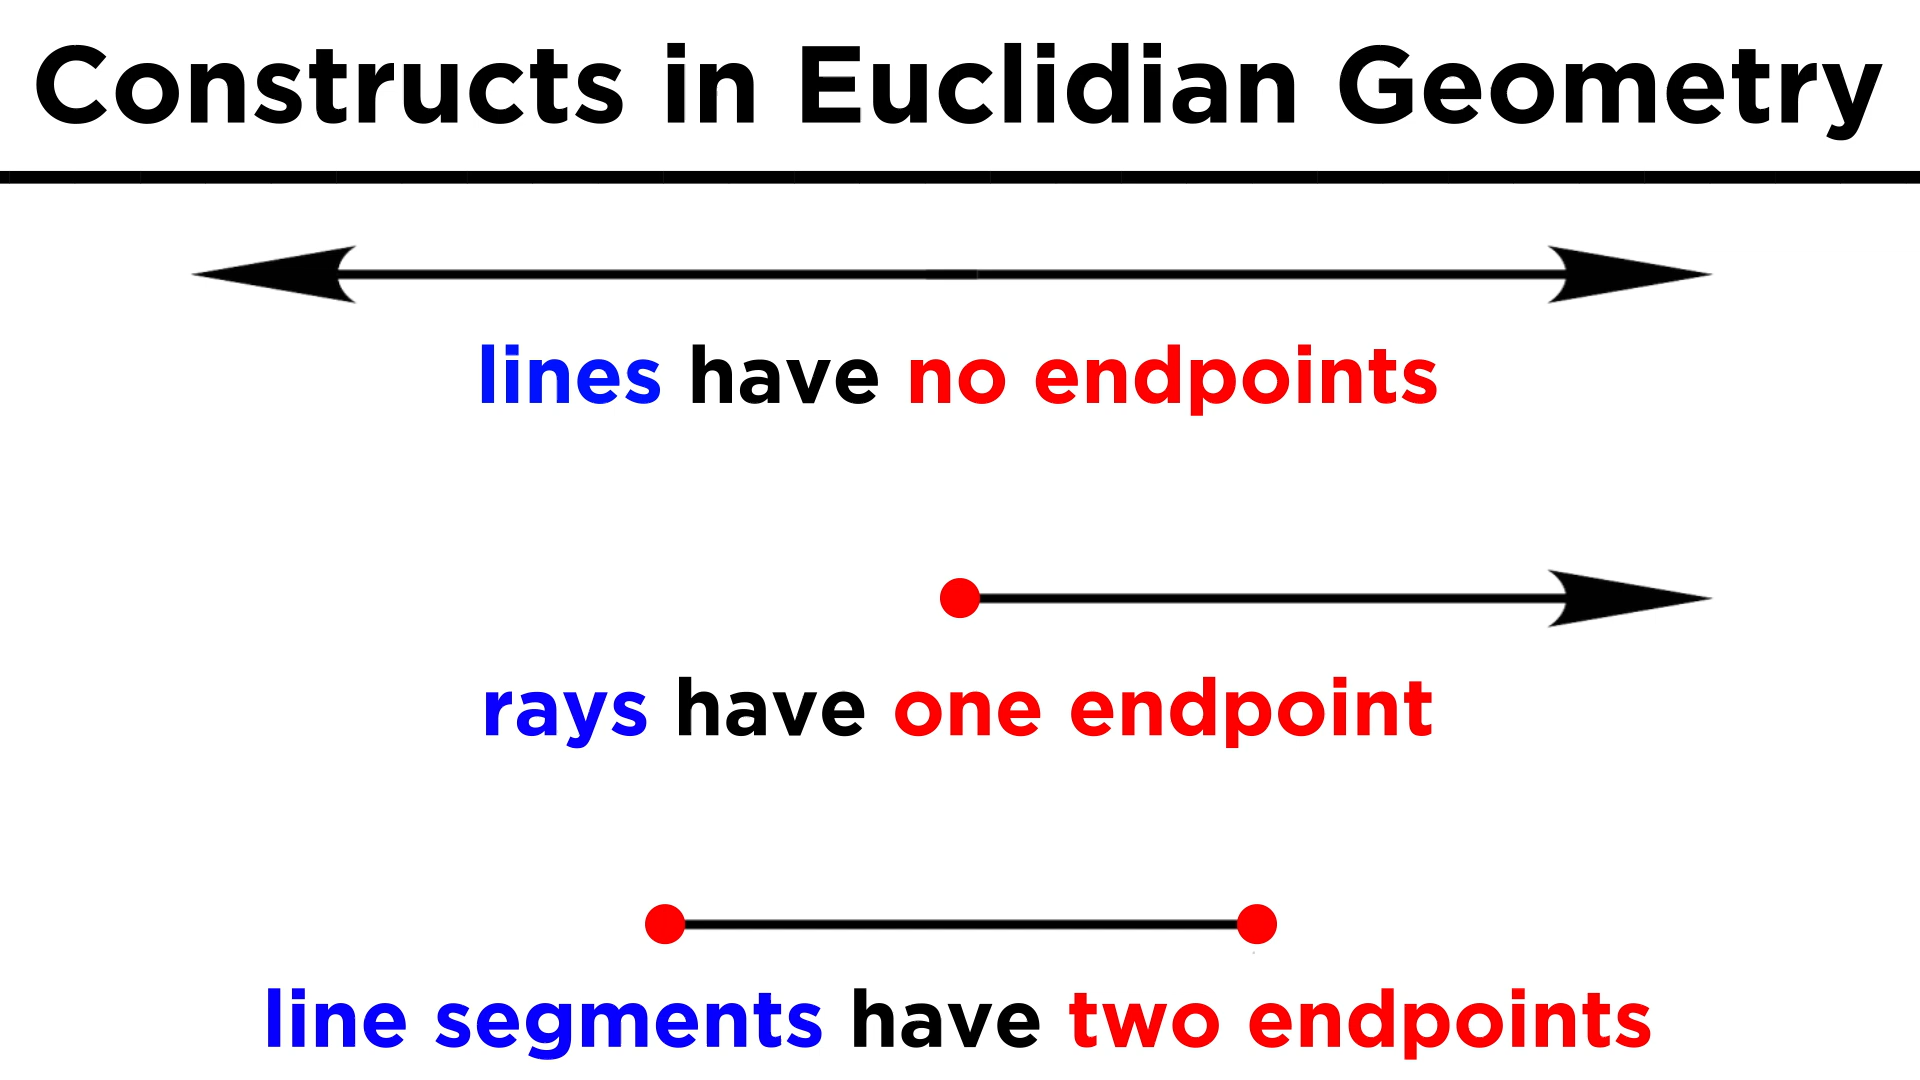 Constructs in Euclidian Geometry
lines have no endpoints
rays have one endpoint
line segments have two endpoints